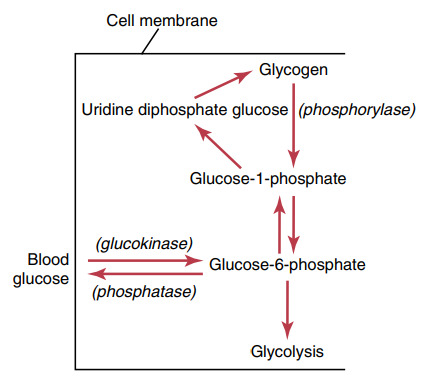 Cell membrane
Glycogen
Uridine diphosphate glucose (phosphorylase)
Glucose-1-phosphate
(glucokinase)
Blood
glucose
Glucose-6-phosphate
(phosphatase)
Glycolysis